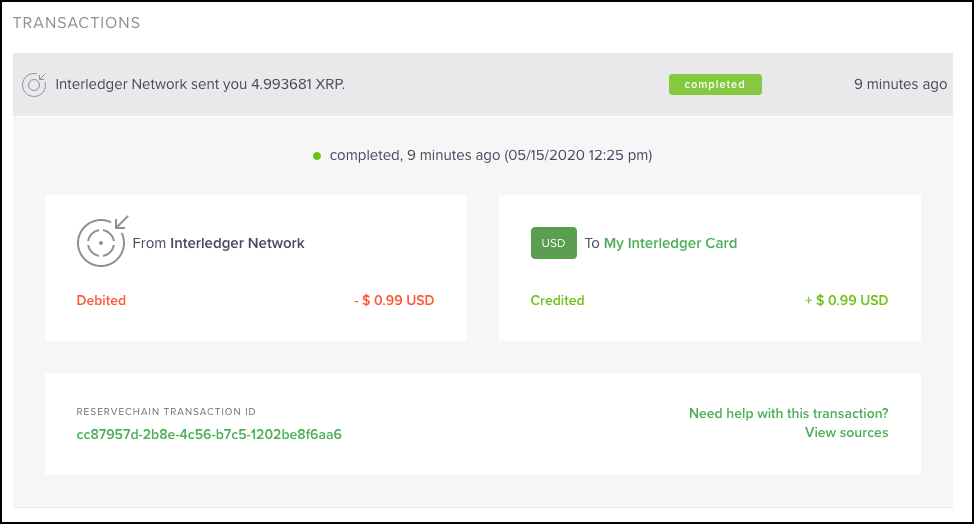 TRANSACTIONS
Interledger Network sent you 4.993681 XRP.
completed
9 minutes ago
completed, 9 minutes ago (05/15/2020 12:25 pm)
From Interledger Network
Debited
- $ 0.99 USD
USD
To My Interledger Card
Credited
+ $ 0.99 USD
RESERVECHAIN TRANSACTION ID
cc87957d-2b8e-4c56-b7c5-1202be8f6aa6
Need help with this transaction?
View sources